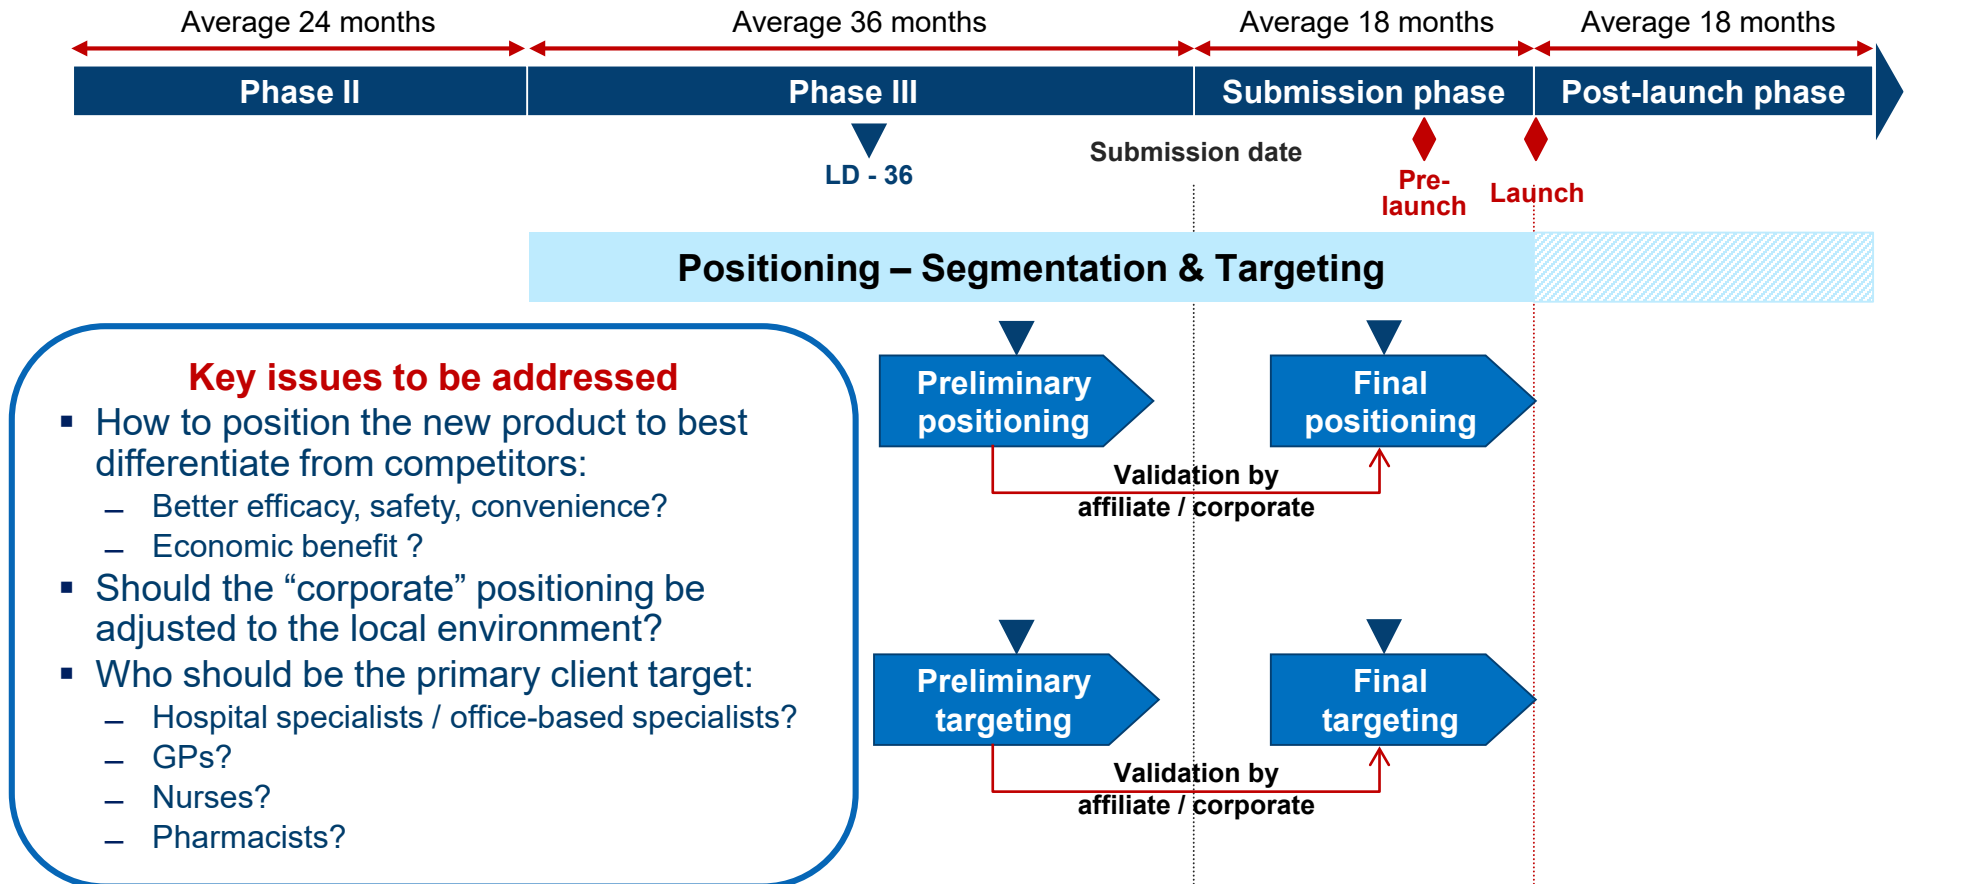 Average 24 months
Average 36 months
Average 18 months
Average 18 months
Phase II
Phase III
Submission phase
Post-launch phase
LD - 36
Submission date
Pre-
launch
Launch
Positioning – Segmentation & Targeting
Key issues to be addressed
▪ How to position the new product to best
differentiate from competitors:
– Better efficacy, safety, convenience?
– Economic benefit ?
▪ Should the “corporate” positioning be
adjusted to the local environment?
▪ Who should be the primary client target:
– Hospital specialists / office-based specialists?
– GPs?
– Nurses?
– Pharmacists?
Preliminary
positioning
Final
positioning
Validation by
affiliate / corporate
Preliminary
targeting
Final
targeting
Validation by
affiliate / corporate